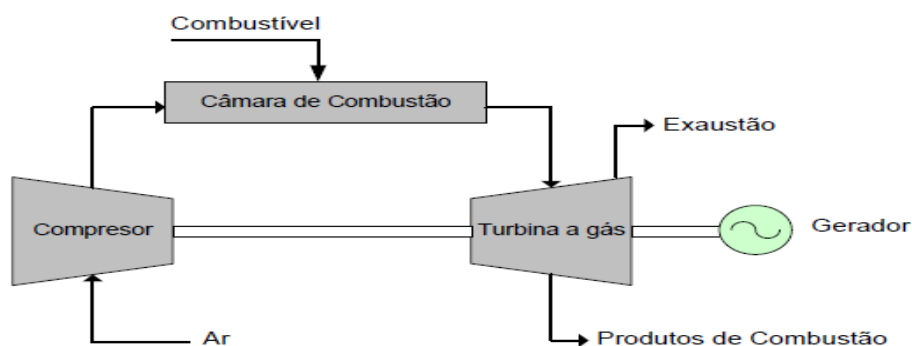 Combustível
Câmara de Combustão
Exaustão
Compresor
Turbina a gás
Gerador
Ar
Produtos de Combustão